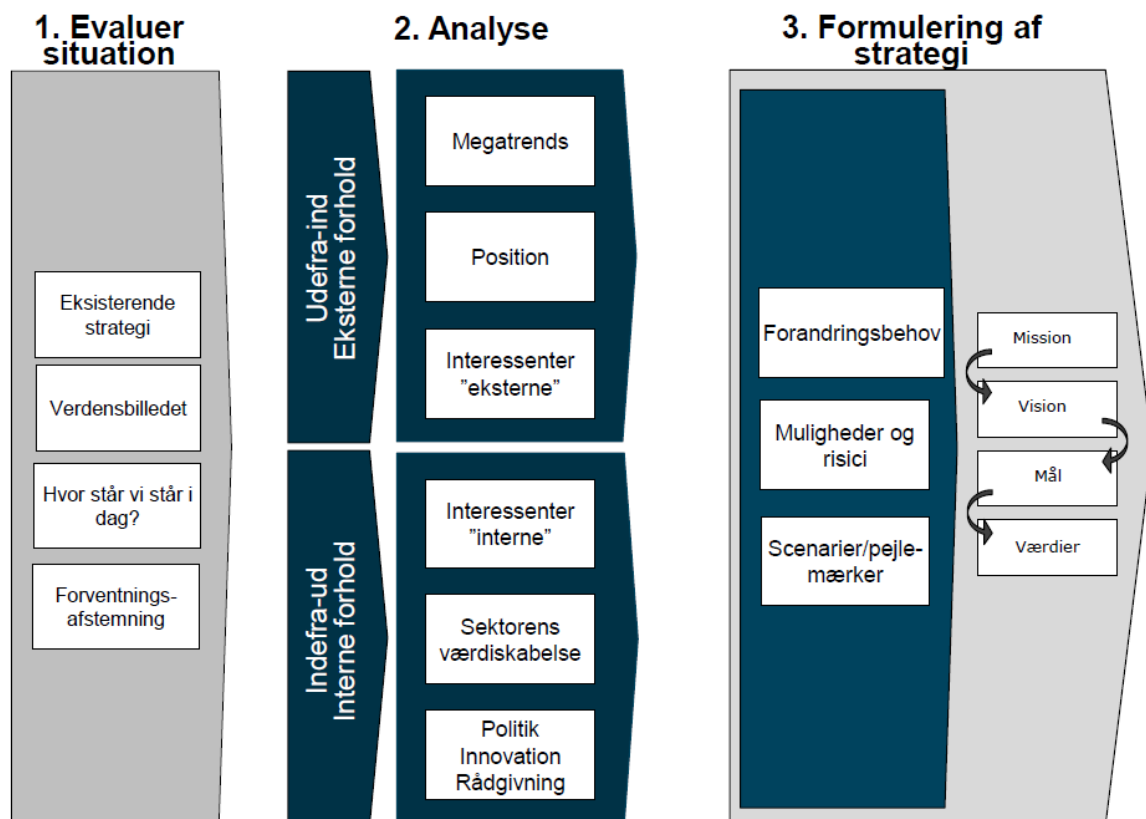 1. Evaluer
situation
Eksisterende
strategi
Verdensbilledet
Hvor står vi står i
dag?
Forventnings-
afstemning
2. Analyse
Udefra-ind
Eksterne forhold
Megatrends
Position
Interessenter
”eksterne”
Indefra-ud
Interne forhold
Interessenter
”interne”
Sektorens
værdiskabelse
Politik
Innovation
Rådgivning
3. Formulering af
strategi
Forandringsbehov
Muligheder og
risici
Scenarier/pejle-
mærker
Mission
Vision
Mål
Værdier